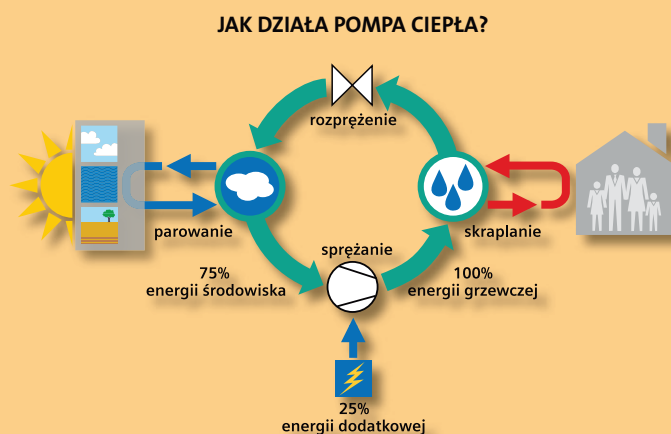 JAK DZIAŁA POMPA CIEPŁA?
rozprężenie
parowanie
skraplanie
sprężanie
75%
energii środowiska
100%
energii grzewczej
25%
energii dodatkowej